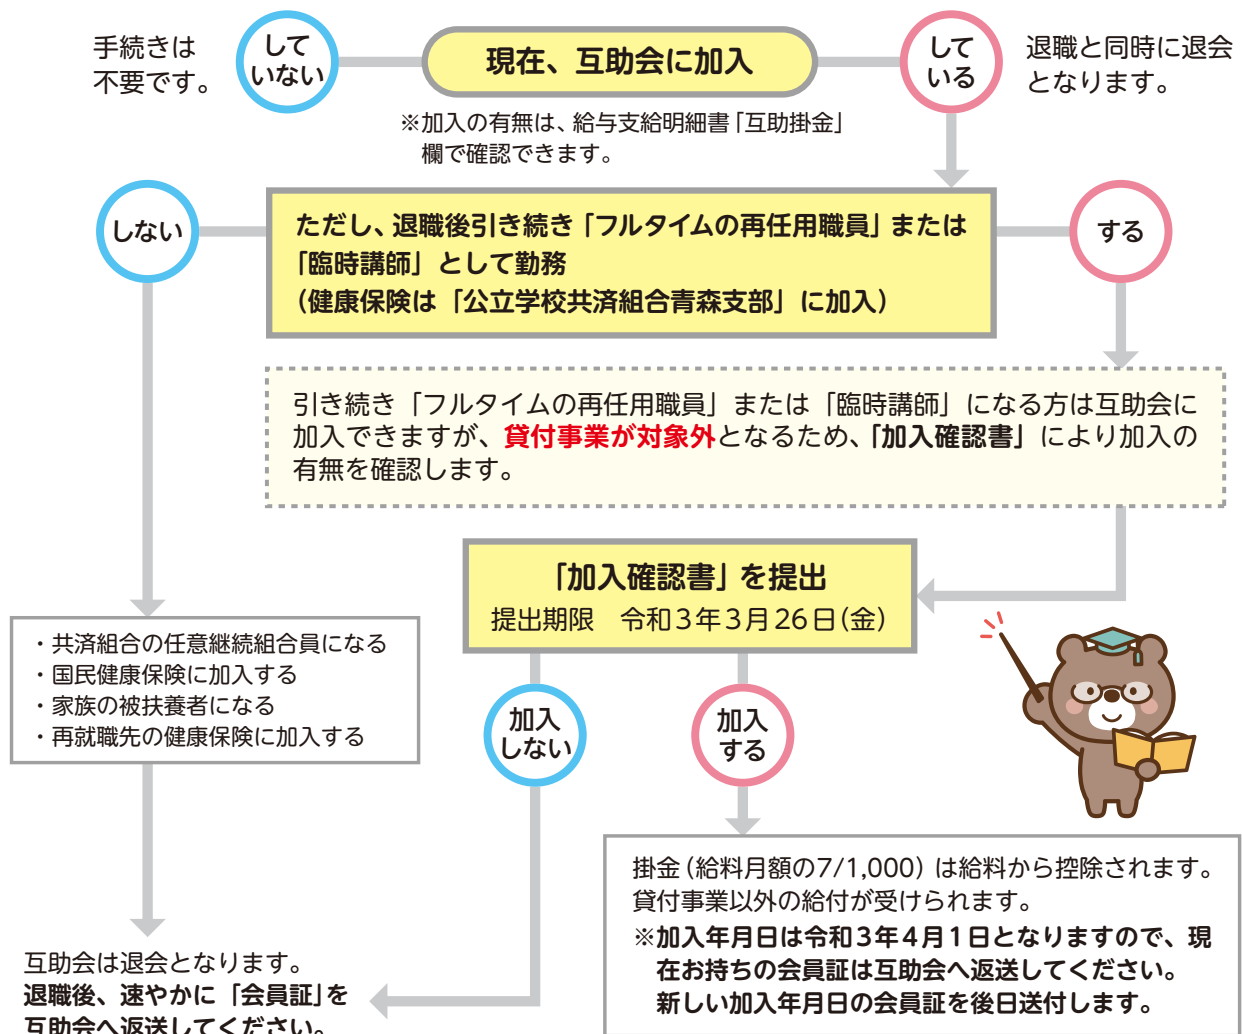 手続きは
不要です。
して
いない
現在、互助会に加入
して
いる
退職と同時に退会
となります。
※加入の有無は、給与支給明細書「互助掛金」
欄で確認できます。
しない
ただし、退職後引き続き「フルタイムの再任用職員」または
「臨時講師」として勤務
（健康保険は「公立学校共済組合青森支部」に加入）
する
引き続き「フルタイムの再任用職員」または「臨時講師」になる方は互助会に
加入できますが、貸付事業が対象外となるため、「加入確認書」により加入の
有無を確認します。
「加入確認書」を提出
提出期限　令和3年3月26日(金)
・共済組合の任意継続組合員になる
・国民健康保険に加入する
・家族の被扶養者になる
・再就職先の健康保険に加入する
加入
しない
加入
する
掛金（給料月額の7/1,000）は給料から控除されます。
貸付事業以外の給付が受けられます。
※加入年月日は令和3年4月1日となりますので、現
在お持ちの会員証は互助会へ返送してください。
新しい加入年月日の会員証を後日送付します。
互助会は退会となります。
退職後、速やかに「会員証」を
互助会へ返送してください。